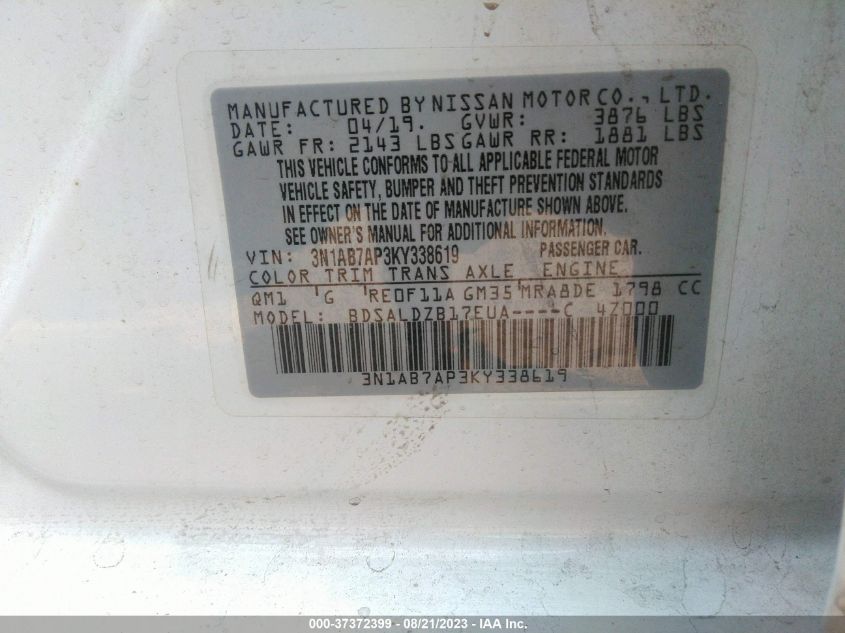 MANUFACTURED BY NISSAN MOTOR CO., LTD.
DATE: 04/19. GVWR: 3876 LBS
GAWR FR: 2143 LBS GAWR RR: 1881 LBS
THIS VEHICLE CONFORMS TO ALL APPLICABLE FEDERAL MOTOR
VEHICLE SAFETY, BUMPER AND THEFT PREVENTION STANDARDS
IN EFFECT ON THE DATE OF MANUFACTURE SHOWN ABOVE.
SEE OWNER'S MANUAL FOR ADDITIONAL INFORMATION.
VIN: 3N1AB7AP3KY338619 PASSENGER CAR.
COLOR TRIM TRANS AXLE ENGINE
QM1 'G 'RE0F11A GM35'MRA8DE 1798 CC
MODEL: BDSALDZB17EUA----C 4Z000
3N1AB7AP3KY338619
000-37372399 | 08/21/2023 | IAA Inc.